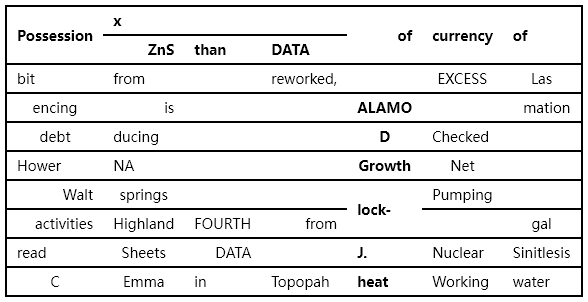 Possession x of currency of
ZnS than DATA
bit from reworked, EXCESS Las
encing is ALAMO mation
debt ducing D Checked
Hower NA Growth Net
Walt springs lock- Pumping
activities Highland FOURTH from gal
read Sheets DATA J. Nuclear Sinitlesis
C Emma in Topopah heat Working water